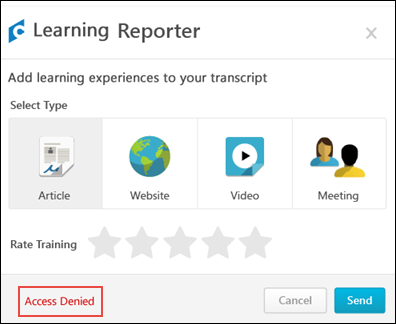 Learning Reporter
Add learning experiences to your transcript
Select Type
Article Website Video Meeting
Rate Training
Access Denied Cancel Send